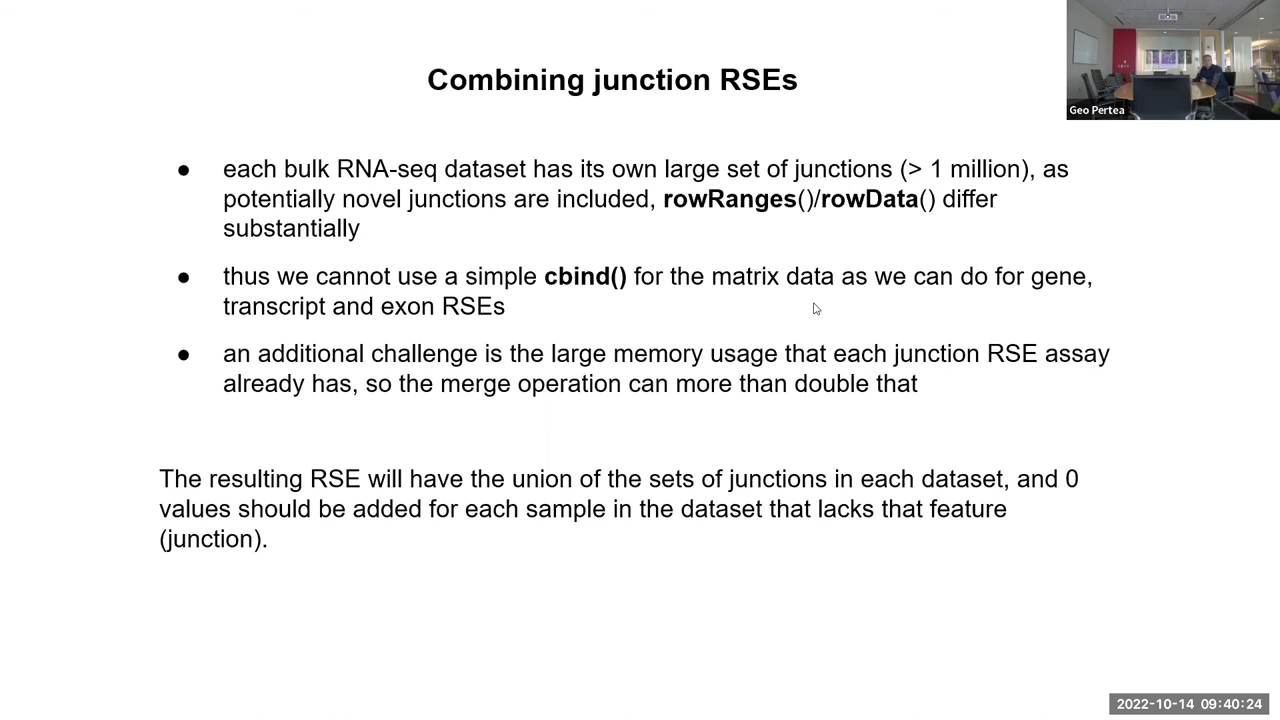 Combining junction RSEs
Geo Pertea
● each bulk RNA-seq dataset has its own large set of junctions (> 1 million), as
potentially novel junctions are included, rowRanges()/rowData() differ
substantially
● thus we cannot use a simple cbind() for the matrix data as we can do for gene,
transcript and exon RSEs
● an additional challenge is the large memory usage that each junction RSE assay
already has, so the merge operation can more than double that
The resulting RSE will have the union of the sets of junctions in each dataset, and 0
values should be added for each sample in the dataset that lacks that feature
(junction).
2022-10-14 09:40:24